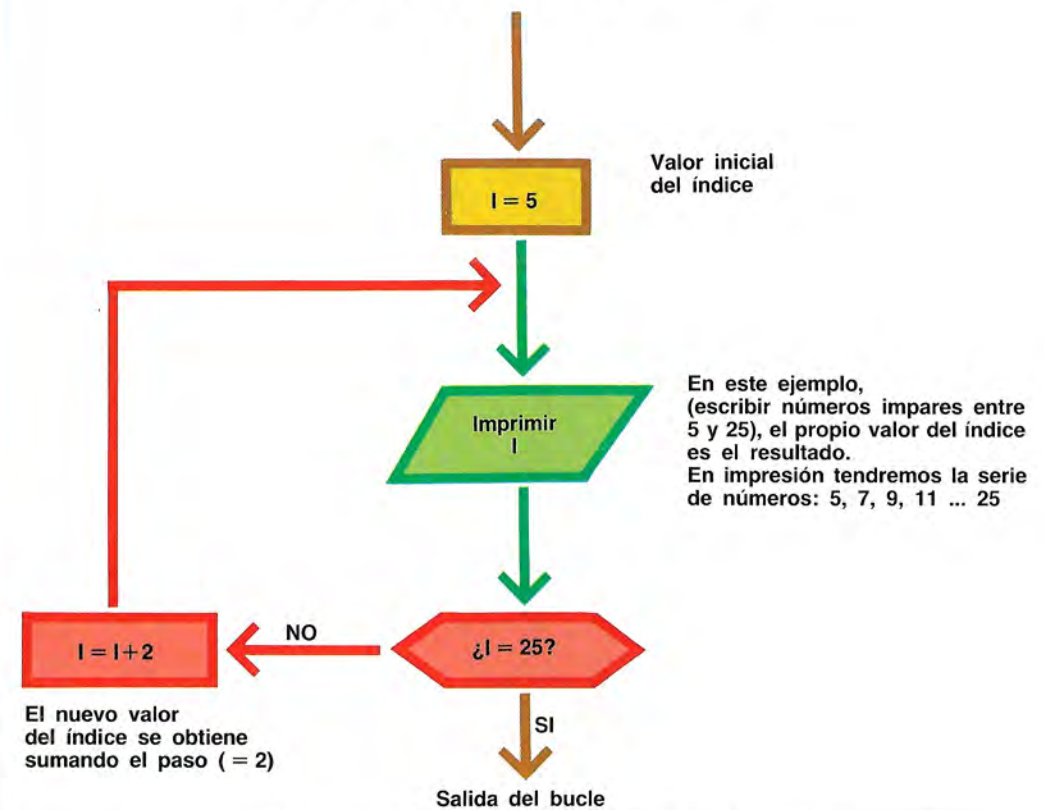 Valor inicial
del índice
I = 5
Imprimir
I
En este ejemplo,
(escribir números impares entre
5 y 25), el propio valor del índice
es el resultado.
En impresión tendremos la serie
de números: 5, 7, 9, 11 ... 25
¿I = 25?
NO
I = I+2
El nuevo valor
del índice se obtiene
sumando el paso ( = 2)
SI
Salida del bucle